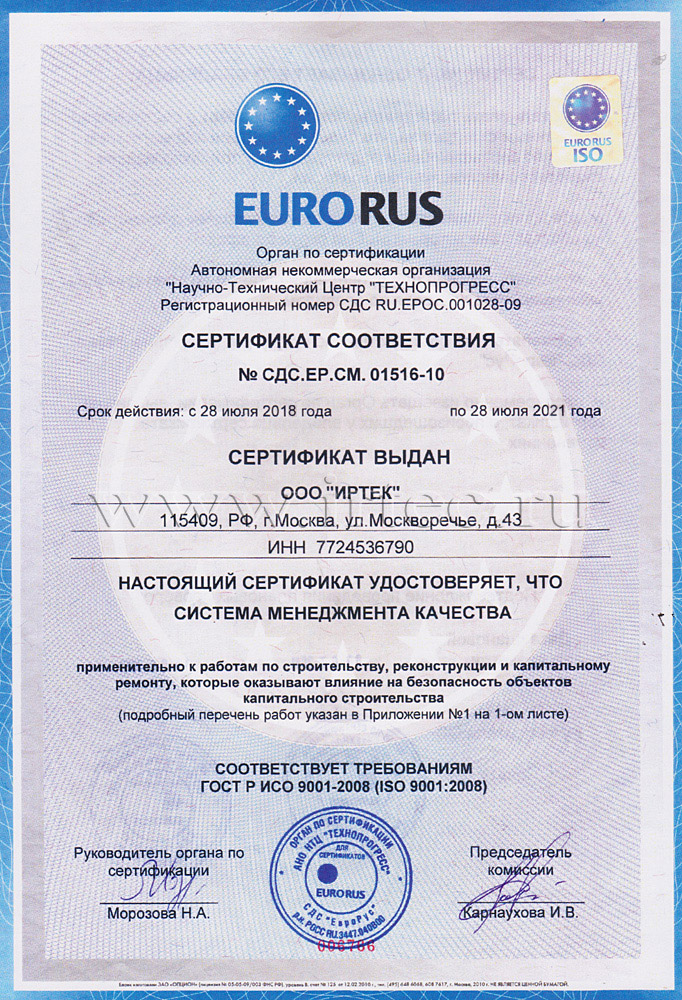 EURORUS
ISO
EURORUS
Орган по сертификации
Автономная некоммерческая организация
"Научно-Технический Центр "ТЕХНОПРОГРЕСС"
Регистрационный номер СДС RU.ЕРОС.001028-09
СЕРТИФИКАТ СООТВЕТСТВИЯ
№ СДС.ЕР.СМ. 01516-10
Срок действия: с 28 июля 2018 года по 28 июля 2021 года
СЕРТИФИКАТ ВЫДАН
ООО "ИРТЕК"
www.irtec.ru
115409, РФ, г.Москва, ул.Москворечье, д.43
ИНН 7724536790
НАСТОЯЩИЙ СЕРТИФИКАТ УДОСТОВЕРЯЕТ, ЧТО
СИСТЕМА МЕНЕДЖМЕНТА КАЧЕСТВА
применительно к работам по строительству, реконструкции и капитальному
ремонту, которые оказывают влияние на безопасность объектов
капитального строительства
(подробный перечень работ указан в Приложении №1 на 1-ом листе)
СООТВЕТСТВУЕТ ТРЕБОВАНИЯМ
ГОСТ Р ИСО 9001-2008 (ISO 9001:2008)
Руководитель органа по
сертификации
Морозова Н.А.
ОРГАН ПО СЕРТИФИКАЦИИ
АНО НТЦ "ТЕХНОПРОГРЕСС"
ДЛЯ
СЕРТИФИКАТОВ
EURORUS
СДС "ЕвроРус"
р.н. РОСС RU.3447.04ОВ00
006706
Председатель
комиссии
Карнаухова И.В.